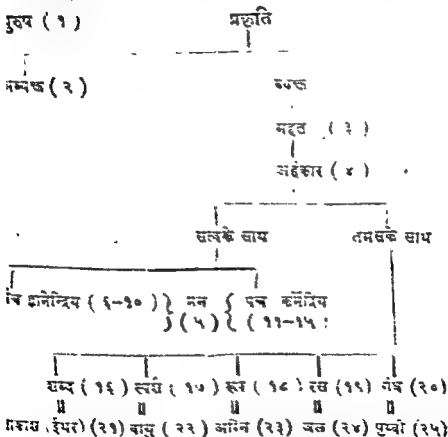 पुरुष (१) प्रकृति
अव्यक्त (२) व्यक्त
महत (३)
अहंकार (४)
सत्वके साथ तमसके साथ
पंच ज्ञानेन्द्रिय (६-१०) } मन { पंच कर्मेंद्रिय
(५) (११-१५)
शब्द (१६) स्पर्श (१७) रूप (१८) रस (१९) गंध (२०)
आकाश (ईथर) (२१) वायु (२२) अग्नि (२३) जल (२४) पृथ्वी (२५)